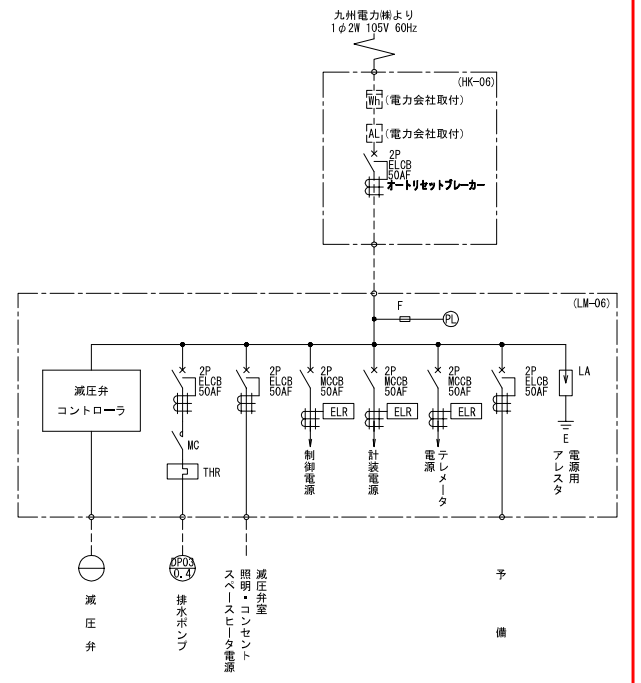 九州電力㈱より
1φ2W 105V 60Hz
(HK-06)
Wh (電力会社取付)
AL (電力会社取付)
2P
ELCB
50AF
オートリセットブレーカー
(LM-06)
F
PL
減圧弁
コントローラ
2P
ELCB
50AF
MC
THR
2P
ELCB
50AF
2P
MCCB
50AF
ELR
制御電源
2P
MCCB
50AF
ELR
計装電源
2P
MCCB
50AF
ELR
テレメータ
電源
2P
ELCB
50AF
LA
E
電源用
アレスタ
減圧弁
DP03
0.4
排水ポンプ
減圧弁室
照明・コンセント
スペースヒータ電源
予備